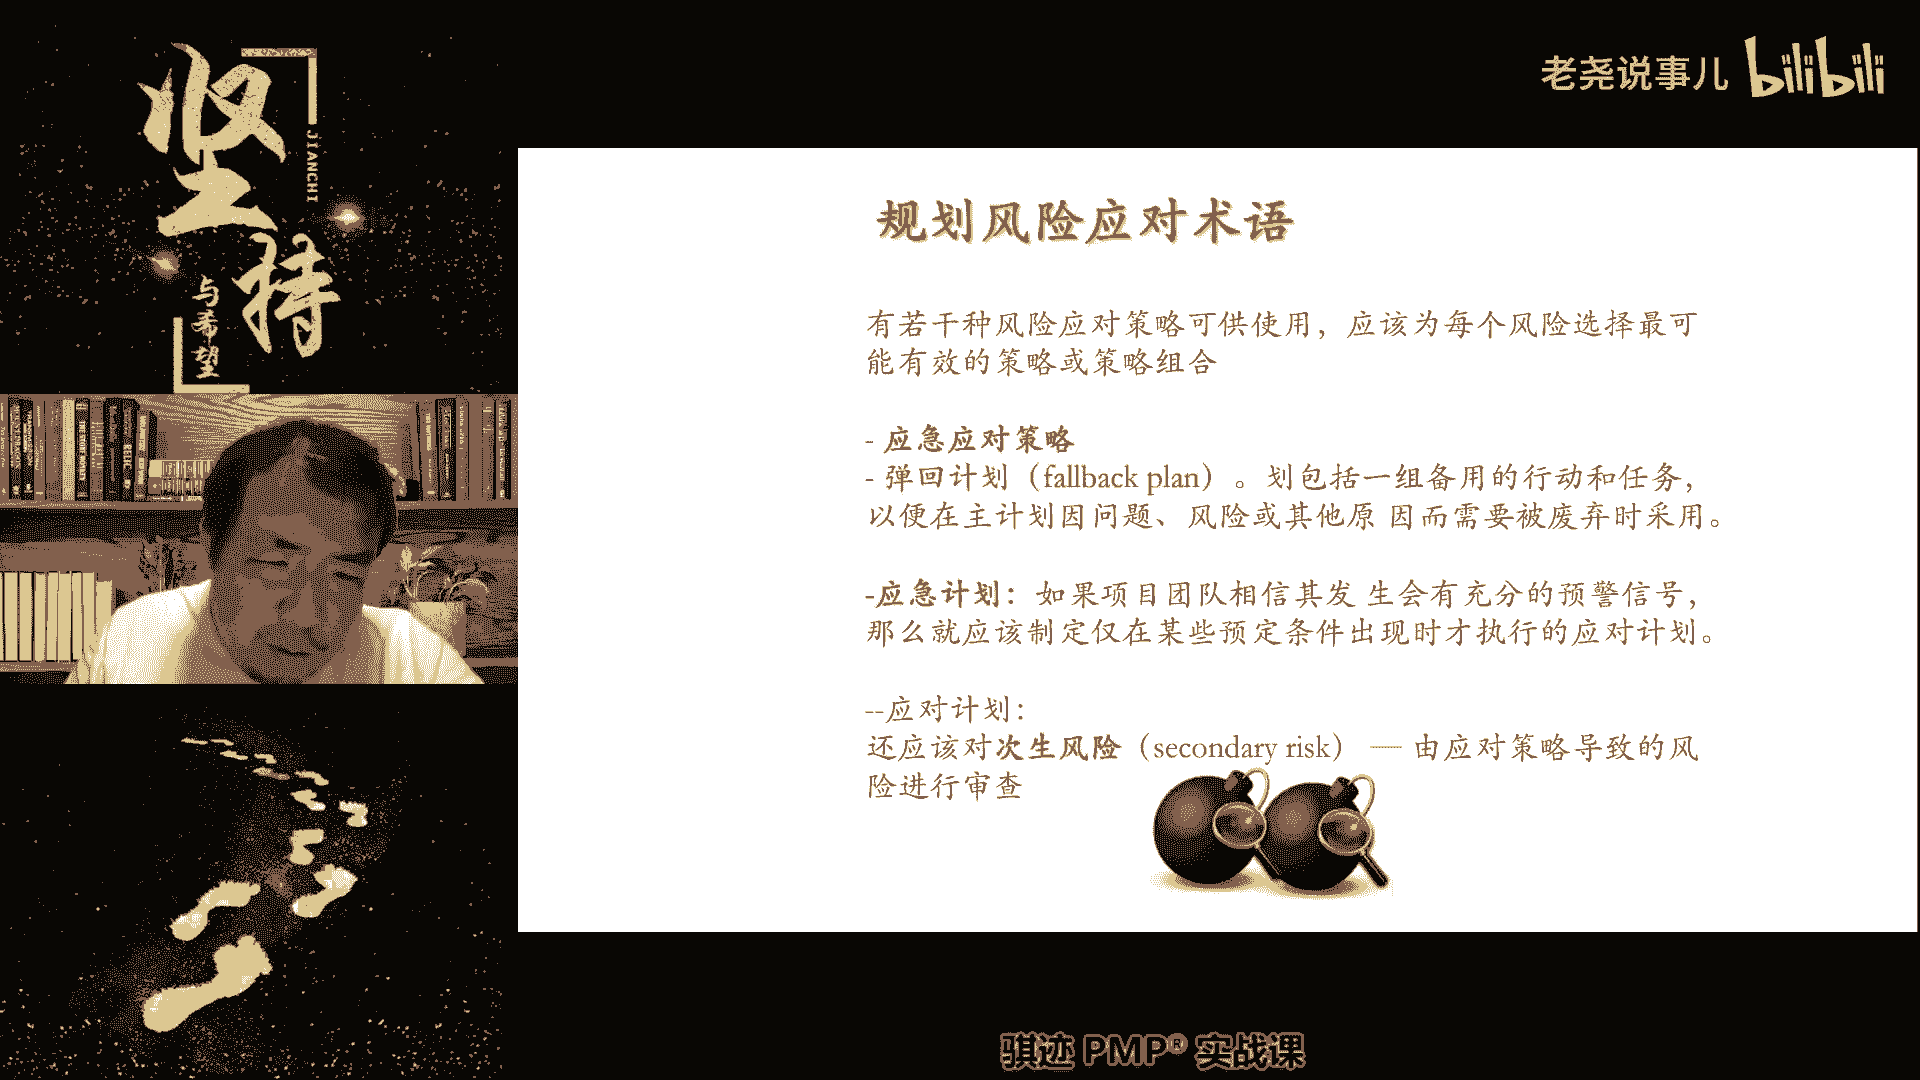 坚持
JIANCHI
与希望
老尧说事儿 bilibili
规划风险应对术语
有若干种风险应对策略可供使用，应该为每个风险选择最可
能有效的策略或策略组合
- 应急应对策略
- 弹回计划（fallback plan）。划包括一组备用的行动和任务，
以便在主计划因问题、风险或其他原 因而需要被废弃时采用。
-应急计划：如果项目团队相信其发 生会有充分的预警信号，
那么就应该制定仅在某些预定条件出现时才执行的应对计划。
--应对计划：
还应该对次生风险（secondary risk） — 由应对策略导致的风
险进行审查
骐迹 PMP® 实战课